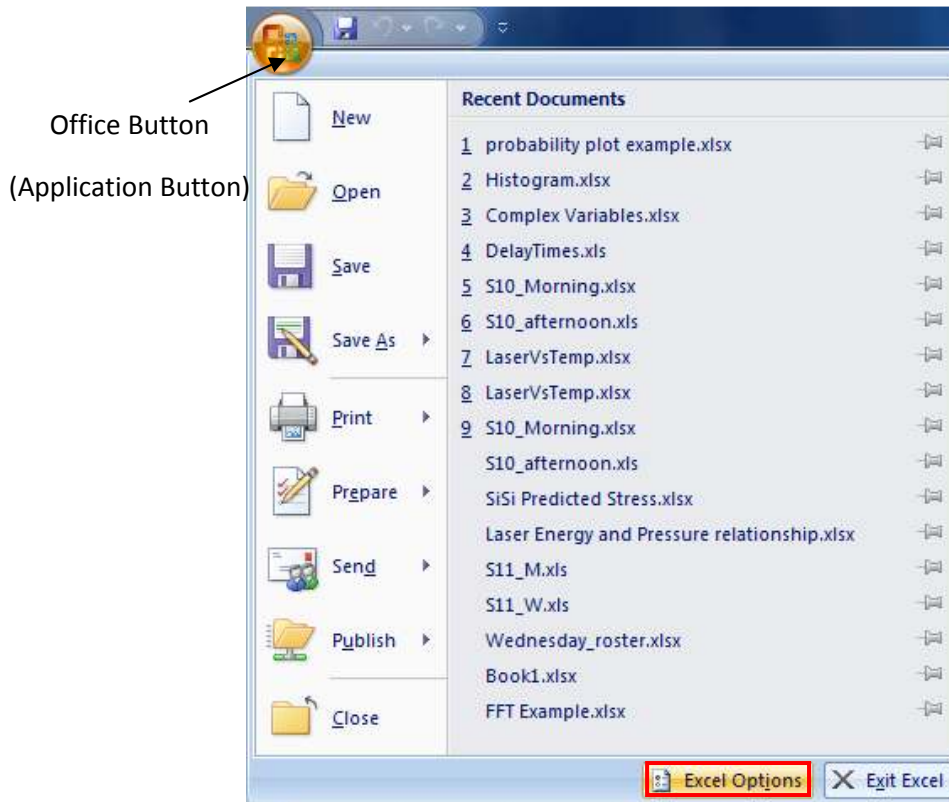 Office Button
(Application Button)
New
Open
Save
Save As
Print
Prepare
Send
Publish
Close
Recent Documents
1 probability plot example.xlsx
2 Histogram.xlsx
3 Complex Variables.xlsx
4 DelayTimes.xls
5 S10_Morning.xlsx
6 S10_afternoon.xls
7 LaserVsTemp.xlsx
8 LaserVsTemp.xlsx
9 S10_Morning.xlsx
S10_afternoon.xls
SiSi Predicted Stress.xlsx
Laser Energy and Pressure relationship.xlsx
S11_M.xls
S11_W.xls
Wednesday_roster.xlsx
Book1.xlsx
FFT Example.xlsx
Excel Options
Exit Excel